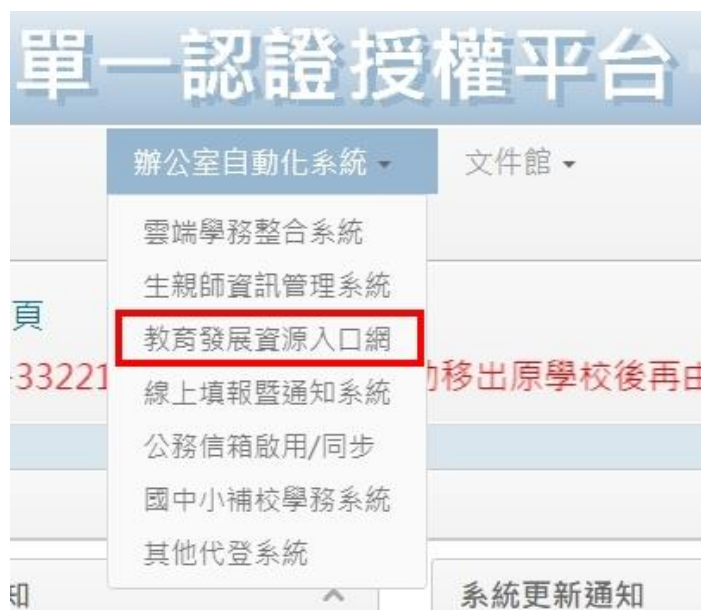 單一認證授權平台
辦公室自動化系統
文件館
雲端學務整合系統
生親師資訊管理系統
頁
教育發展資源入口網
-33221
移出原學校後再由
線上填報暨通知系統
公務信箱啟用/同步
國中小補校學務系統
其他代登系統
知
系統更新通知